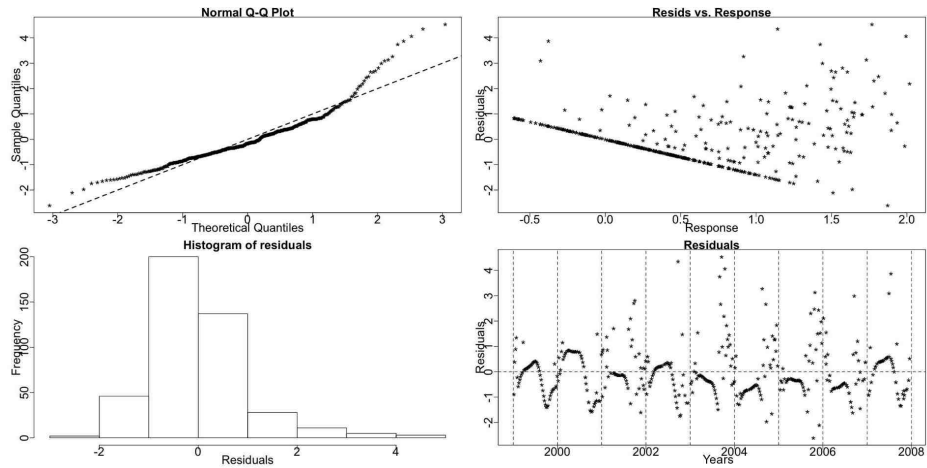 Normal Q-Q Plot
Sample Quantiles
-2 -1 0 1 2 3 4
-3 -2 -1 0 1 2 3
Theoretical Quantiles
Resids vs. Response
Residuals
-2 -1 0 1 2 3 4
-0.5 0.0 0.5 1.0 1.5 2.0
Response
Histogram of residuals
Frequency
0 50 100 150 200
-2 0 2 4
Residuals
Residuals
Residuals
-2 -1 0 1 2 3 4
2000 2002 2004 2006 2008
Years